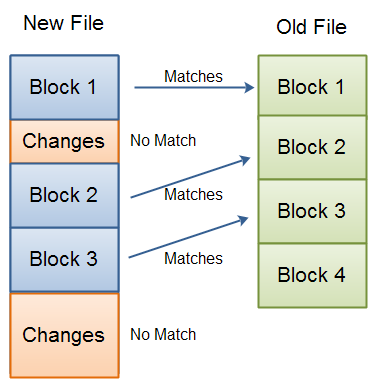 New File
Old File
Block 1
Matches
Block 1
Changes
No Match
Block 2
Block 2
Matches
Block 3
Block 3
Matches
Block 4
Changes
No Match